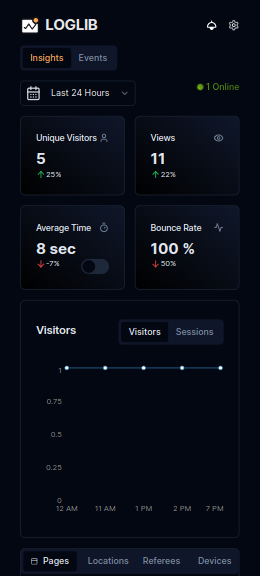 LOGLIB
Insights Events
Last 24 Hours
1 Online
Unique Visitors
5
25%
Views
11
22%
Average Time
8 sec
-7%
Bounce Rate
100 %
50%
Visitors
Visitors Sessions
1
0.75
0.5
0.25
0
12 AM 11 AM 1 PM 2 PM 7 PM
Pages Locations Referees Devices